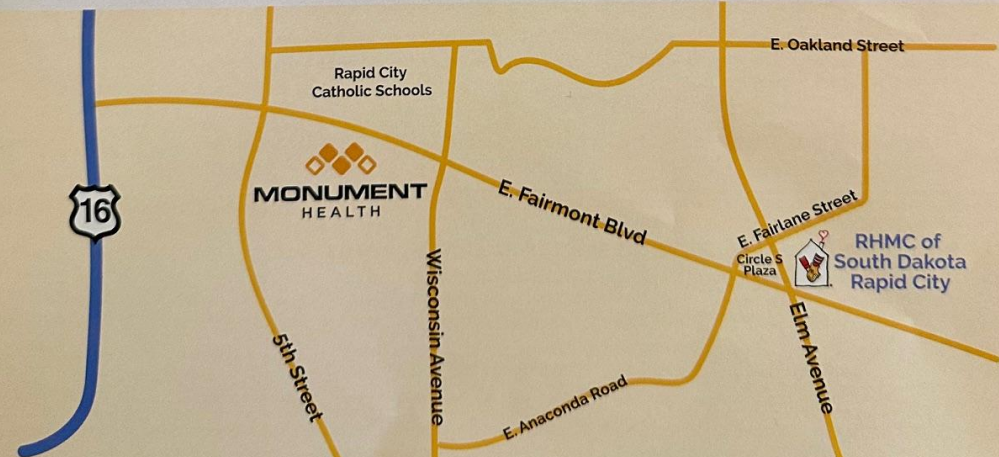 E. Oakland Street
Rapid City
Catholic Schools
MONUMENT
HEALTH
16
E. Fairmont Blvd
E. Fairlane Street
Circle S
Plaza
RHMC of
South Dakota
Rapid City
Wisconsin Avenue
5th Street
Elm Avenue
E. Anaconda Road